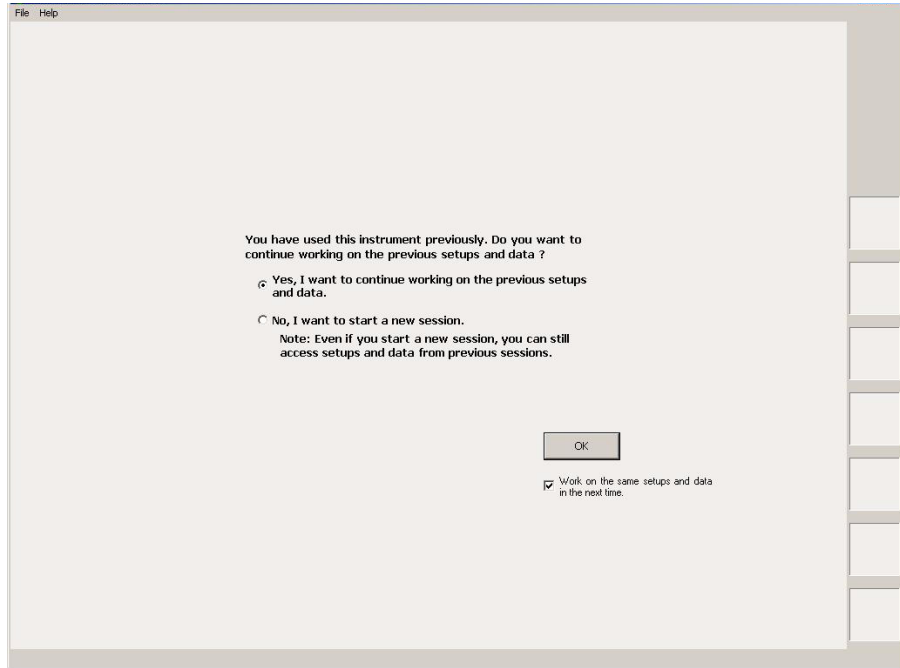 File Help
You have used this instrument previously. Do you want to
continue working on the previous setups and data ?
Yes, I want to continue working on the previous setups
and data.
No, I want to start a new session.
Note: Even if you start a new session, you can still
access setups and data from previous sessions.
OK
Work on the same setups and data
in the next time.